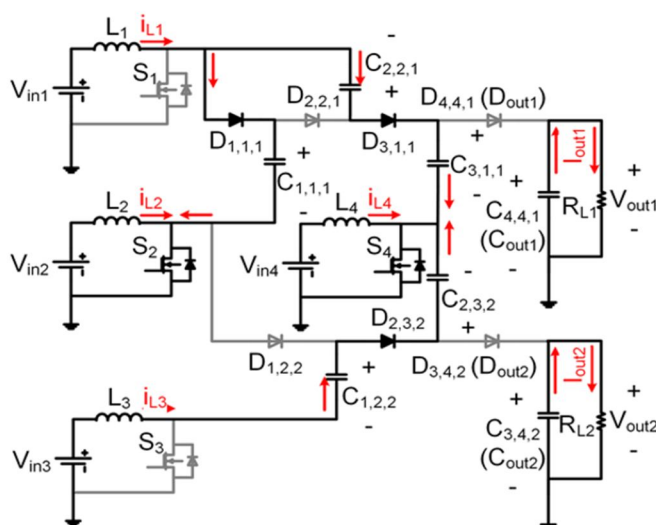 L1 iL1
Vin1 S1
C2,2,1
D2,2,1 D4,4,1 (Dout1)
D1,1,1 D3,1,1
C1,1,1 C3,1,1
C4,4,1 (Cout1)
RL1 Iout1 Vout1
L2 iL2
Vin2 S2
L4 iL4
Vin4 S4
C2,3,2
D2,3,2
D1,2,2 D3,4,2 (Dout2)
C1,2,2
L3 iL3
Vin3 S3
C3,4,2 (Cout2)
RL2 Iout2 Vout2